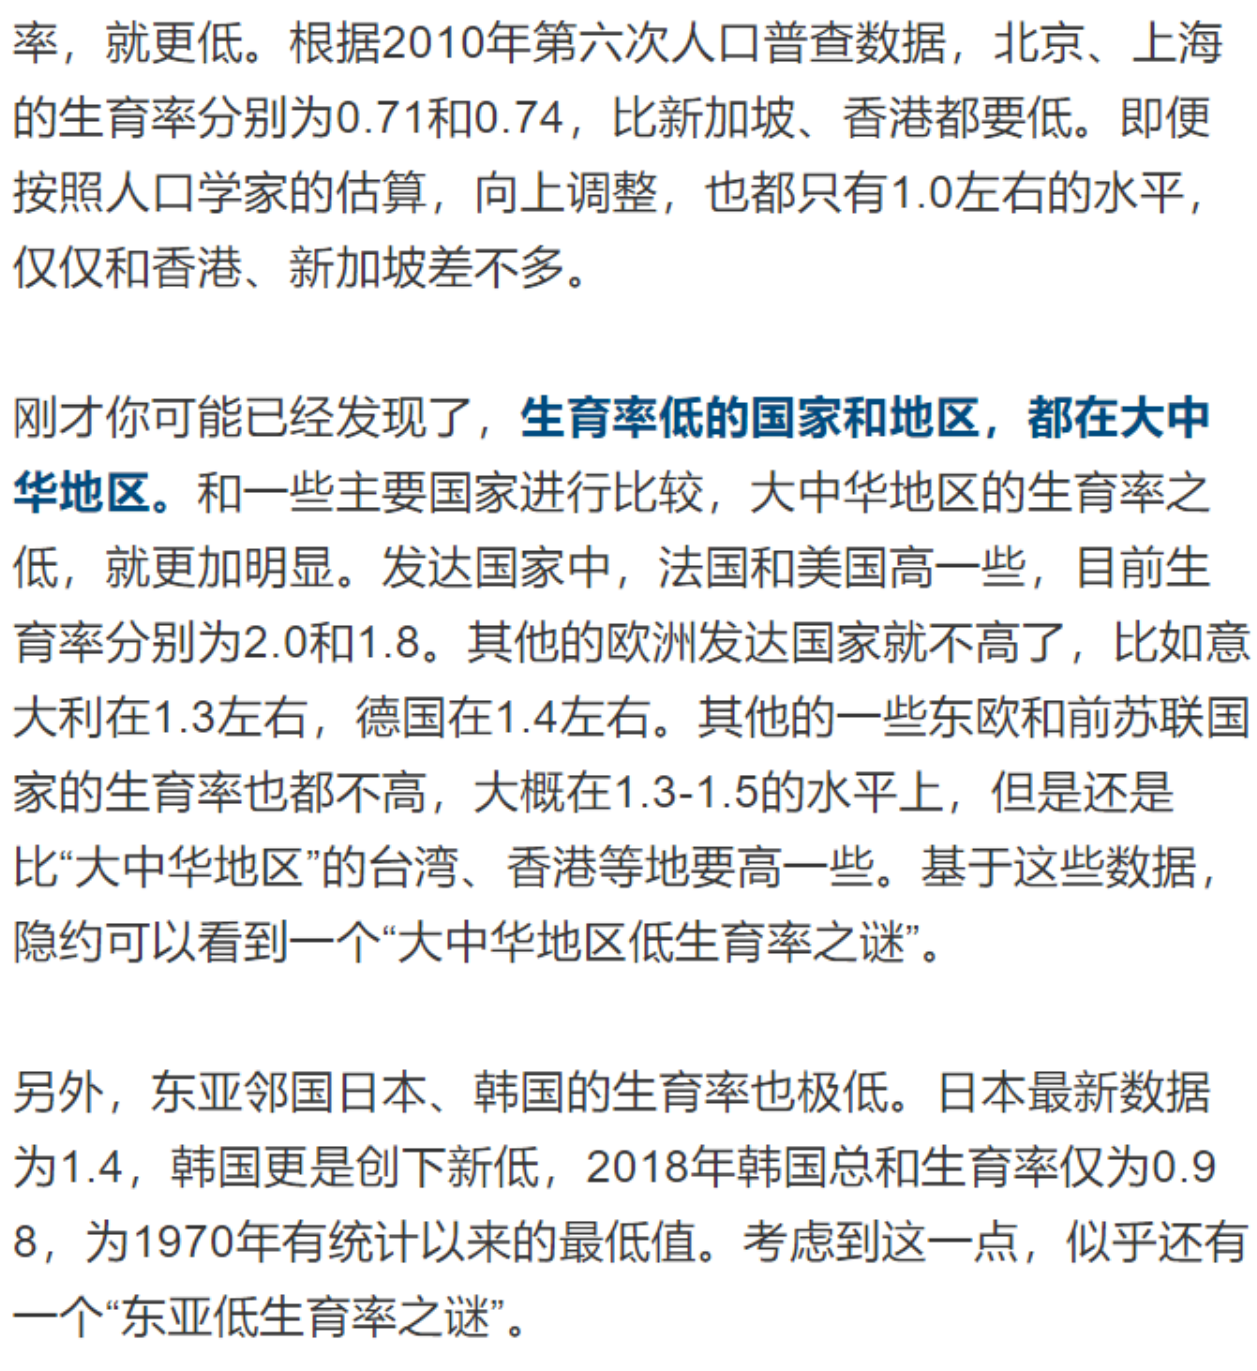 率，就更低。根据2010年第六次人口普查数据，北京、上海
的生育率分别为0.71和0.74，比新加坡、香港都要低。即便
按照人口学家的估算，向上调整，也都只有1.0左右的水平，
仅仅和香港、新加坡差不多。
刚才你可能已经发现了，生育率低的国家和地区，都在大中
华地区。和一些主要国家进行比较，大中华地区的生育率之
低，就更加明显。发达国家中，法国和美国高一些，目前生
育率分别为2.0和1.8。其他的欧洲发达国家就不高了，比如意
大利在1.3左右，德国在1.4左右。其他的一些东欧和前苏联国
家的生育率也都不高，大概在1.3-1.5的水平上，但是还是
比“大中华地区”的台湾、香港等地要高一些。基于这些数据，
隐约可以看到一个“大中华地区低生育率之谜”。
另外，东亚邻国日本、韩国的生育率也极低。日本最新数据
为1.4，韩国更是创下新低，2018年韩国总和生育率仅为0.9
8，为1970年有统计以来的最低值。考虑到这一点，似乎还有
一个“东亚低生育率之谜”。